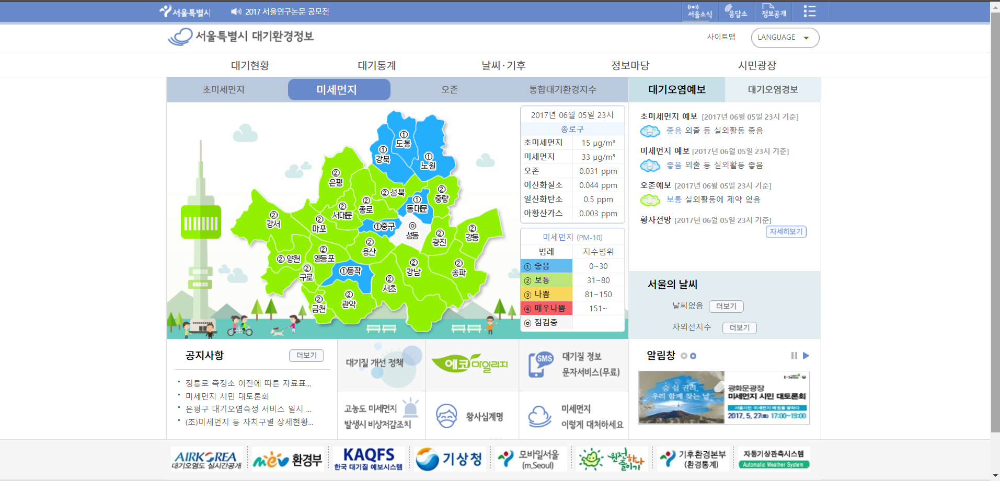 서울특별시
2017 서울연구논문 공모전
서울소식
응답소
정보공개
서울특별시 대기환경정보
사이트맵
LANGUAGE
대기현황
대기통계
날씨·기후
정보마당
시민광장
초미세먼지
미세먼지
오존
통합대기환경지수
대기오염예보
대기오염경보
① 도봉
① 강북
① 노원
② 은평
② 성북
② 중랑
① 동대문
② 종로
② 서대문
② 강서
② 마포
①중구
◎ 성동
② 광진
② 강동
② 용산
② 양천
② 영등포
② 구로
①동작
② 강남
② 송파
② 서초
② 관악
② 금천
2017년 06월 05일 23시
종로구
초미세먼지 15 µg/m³
미세먼지 33 µg/m³
오존 0.031 ppm
이산화질소 0.044 ppm
일산화탄소 0.5 ppm
아황산가스 0.003 ppm
미세먼지 (PM-10)
범례 지수범위
① 좋음 0~30
② 보통 31~80
③ 나쁨 81~150
④ 매우나쁨 151~
◎ 점검중
초미세먼지 예보 [2017년 06월 05일 23시 기준]
좋음 외출 등 실외활동 좋음
미세먼지 예보 [2017년 06월 05일 23시 기준]
좋음 외출 등 실외활동 좋음
오존예보 [2017년 06월 05일 23시 기준]
보통 실외활동에 제약 없음
황사전망 [2017년 06월 05일 23시 기준]
자세히보기
서울의 날씨
날씨없음 더보기
자외선지수 더보기
공지사항 더보기
정릉로 측정소 이전에 따른 자료표...
미세먼지 시민 대토론회
은평구 대기오염측정 서비스 일시 ...
(초)미세먼지 등 자치구별 상세현황...
대기질 개선 정책
에코마일리지
SMS
대기질 정보
문자서비스(무료)
고농도 미세먼지
발생시 비상저감조치
황사십계명
미세먼지
이렇게 대처하세요
알림창
숨 쉴 권리,
우리 함께 찾는 날
광화문광장
미세먼지 시민 대토론회
서울시민 미세먼지 해법을 말하다
2017. 5. 27(토) 17:00~19:00
AIRKOREA
대기오염도 실시간공개
mev 환경부
KAQFS
한국 대기질 예보시스템
기상청
모바일서울
(m.Seoul)
원전하나
줄이기
기후환경본부
(환경통계)
자동기상관측시스템
Automatic Weather System